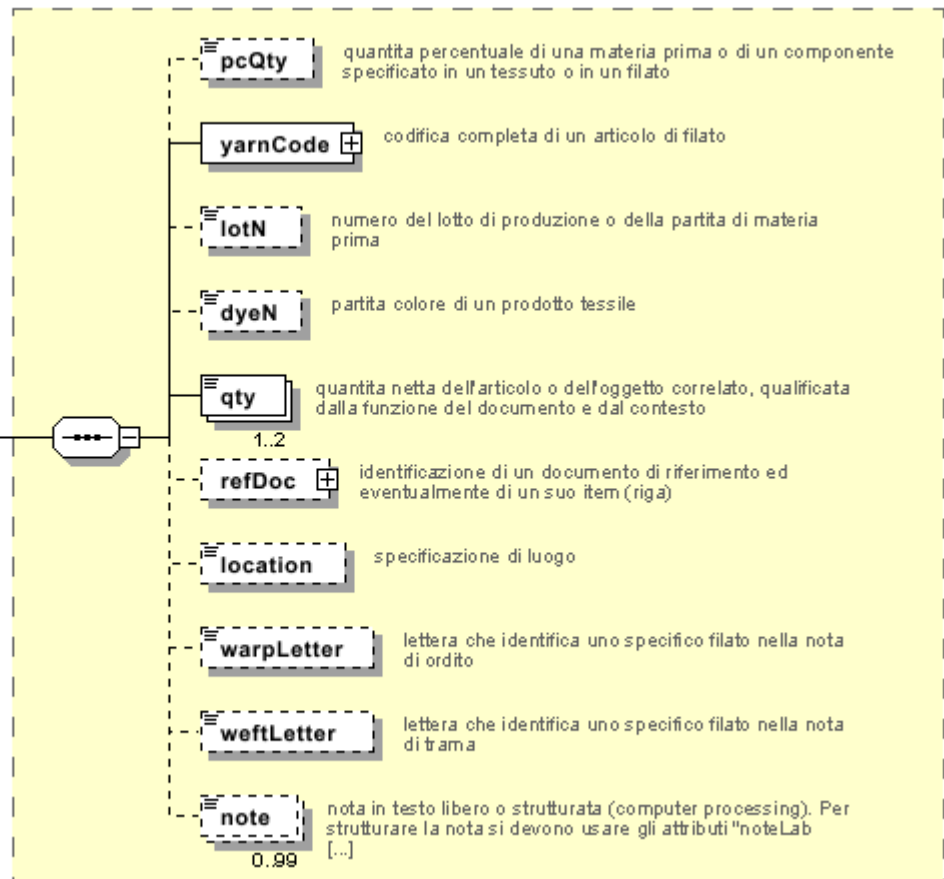 pcQty
quantita percentuale di una materia prima o di un componente
specificato in un tessuto o in un filato
yarnCode
codifica completa di un articolo di filato
lotN
numero del lotto di produzione o della partita di materia
prima
dyeN
partita colore di un prodotto tessile
qty
quantita netta dell'articolo o dell'oggetto correlato, qualificata
dalla funzione del documento e dal contesto
1..2
refDoc
identificazione di un documento di riferimento ed
eventualmente di un suo item (riga)
location
specificazione di luogo
warpLetter
lettera che identifica uno specifico filato nella nota
di ordito
weftLetter
lettera che identifica uno specifico filato nella nota
di trama
note
nota in testo libero o strutturata (computer processing). Per
strutturare la nota si devono usare gli attributi "noteLab
[...]
0..99